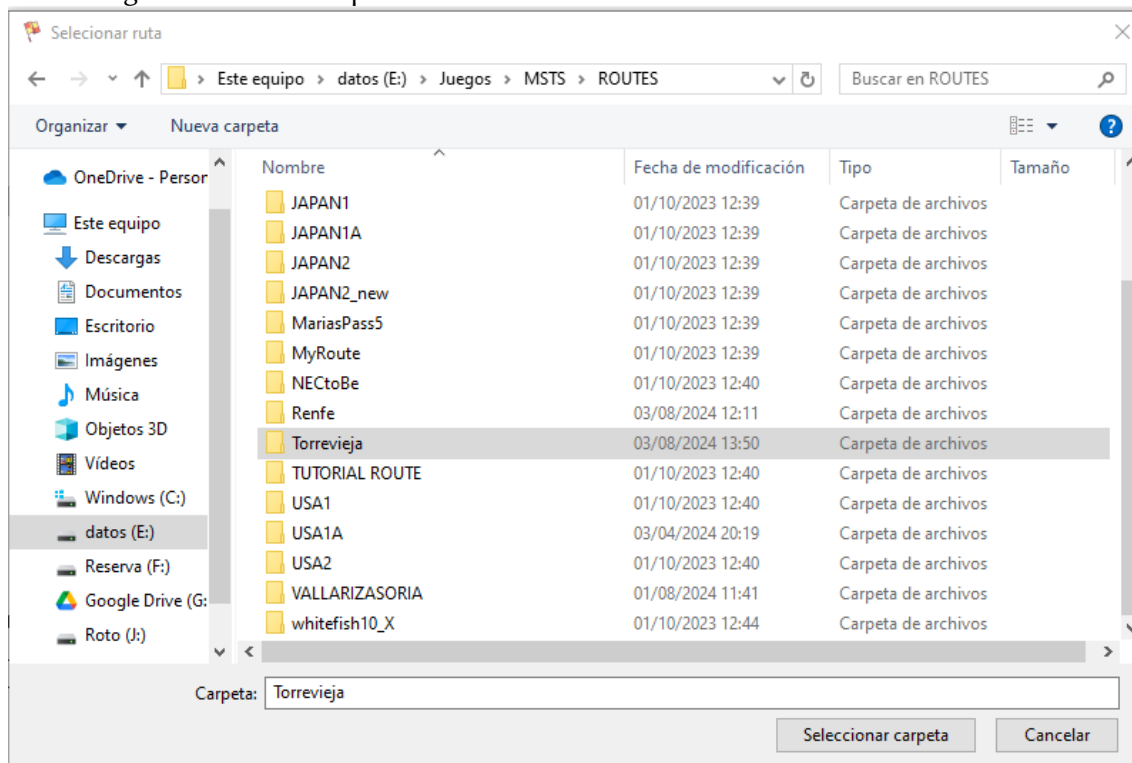 Selecionar ruta
Este equipo > datos (E:) > Juegos > MSTS > ROUTES
Buscar en ROUTES
Organizar Nueva carpeta
OneDrive - Person
Este equipo
Descargas
Documentos
Escritorio
Imágenes
Música
Objetos 3D
Vídeos
Windows (C:)
datos (E:)
Reserva (F:)
Google Drive (G:
Roto (J:)
Nombre Fecha de modificación Tipo Tamaño
JAPAN1 01/10/2023 12:39 Carpeta de archivos
JAPAN1A 01/10/2023 12:39 Carpeta de archivos
JAPAN2 01/10/2023 12:39 Carpeta de archivos
JAPAN2_new 01/10/2023 12:39 Carpeta de archivos
MariasPass5 01/10/2023 12:39 Carpeta de archivos
MyRoute 01/10/2023 12:39 Carpeta de archivos
NECtoBe 01/10/2023 12:40 Carpeta de archivos
Renfe 03/08/2024 12:11 Carpeta de archivos
Torrevieja 03/08/2024 13:50 Carpeta de archivos
TUTORIAL ROUTE 01/10/2023 12:40 Carpeta de archivos
USA1 01/10/2023 12:40 Carpeta de archivos
USA1A 03/04/2024 20:19 Carpeta de archivos
USA2 01/10/2023 12:40 Carpeta de archivos
VALLARIZASORIA 01/08/2024 11:41 Carpeta de archivos
whitefish10_X 01/10/2023 12:44 Carpeta de archivos
Carpeta: Torrevieja
Seleccionar carpeta Cancelar